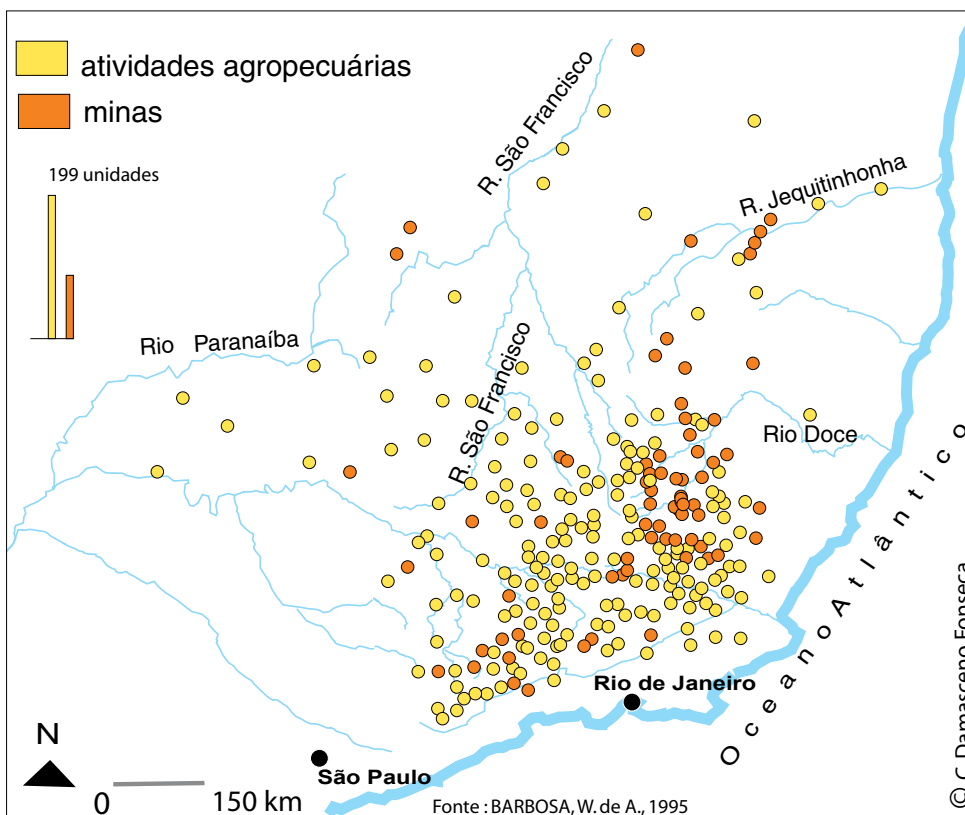 atividades agropecuárias
minas
199 unidades
R. São Francisco
R. Jequitinhonha
Rio Paranaíba
R. São Francisco
Rio Doce
Oceano Atlântico
Rio de Janeiro
São Paulo
N
0 150 km
Fonte : BARBOSA, W. de A., 1995
© C. Damasceno Fonseca